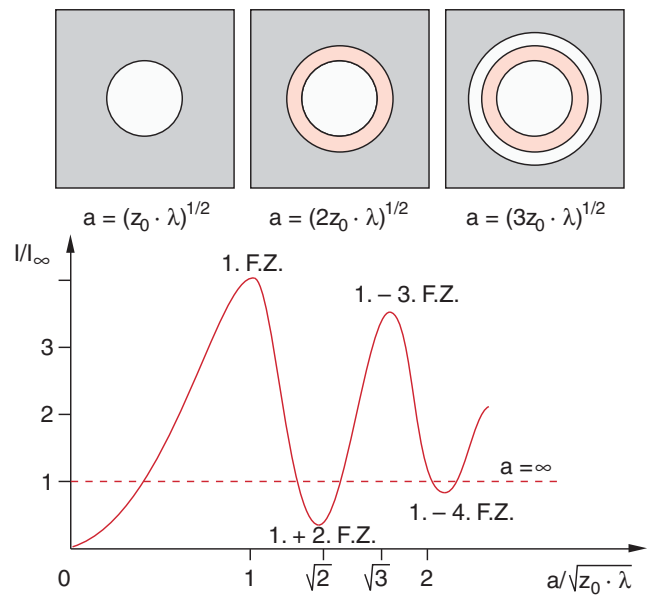 a = (z₀ · λ)^1/2
a = (2z₀ · λ)^1/2
a = (3z₀ · λ)^1/2
I/I∞
1. F.Z.
1. – 3. F.Z.
3
2
a = ∞
1
1. – 4. F.Z.
1. + 2. F.Z.
0
1
√2
√3
2
a/√z₀ · λ